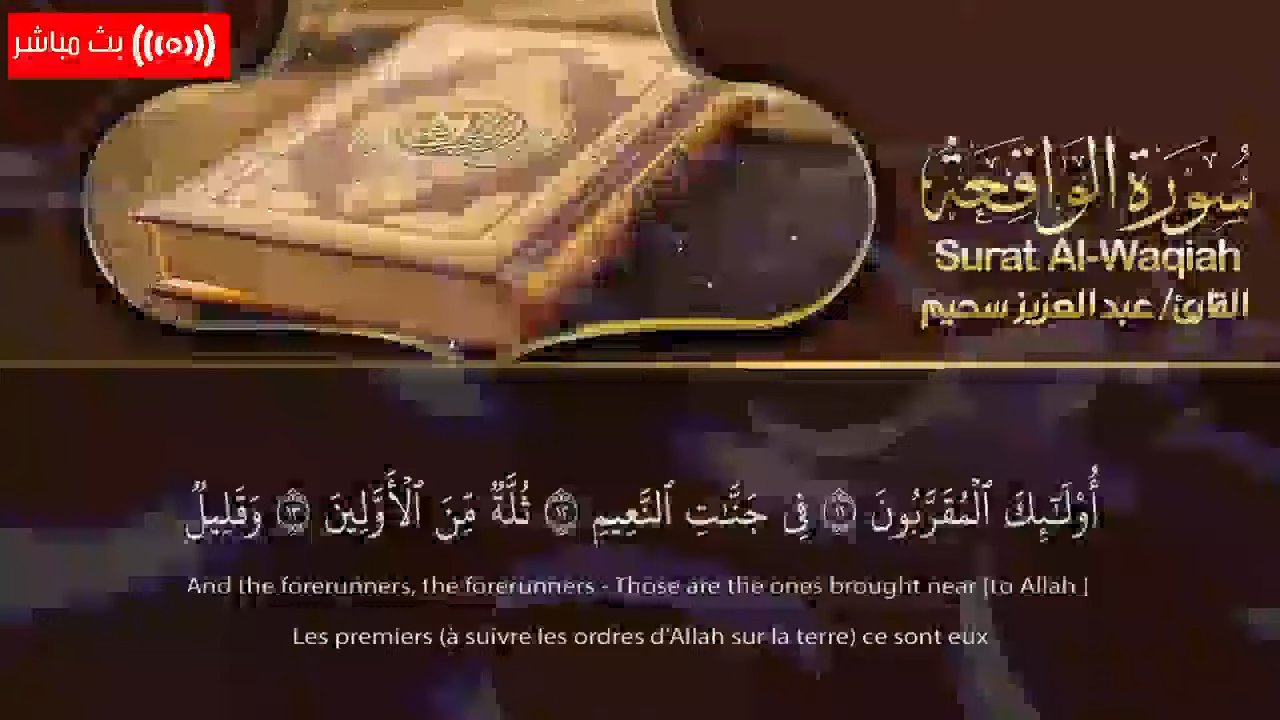 بث مباشر
سُورَة الوَاقِعَة
Surat Al-Waqiah
القارئ/ عبد العزيز سحيم
أُوْلَٰٓئِكَ ٱلْمُقَرَّبُونَ ١١ فِى جَنَّٰتِ ٱلنَّعِيمِ ١٢ ثُلَّةٌ مِّنَ ٱلْأَوَّلِينَ ١٣ وَقَلِيلٌ
And the forerunners, the forerunners - Those are the ones brought near [to Allah ]
Les premiers (à suivre les ordres d'Allah sur la terre) ce sont eux